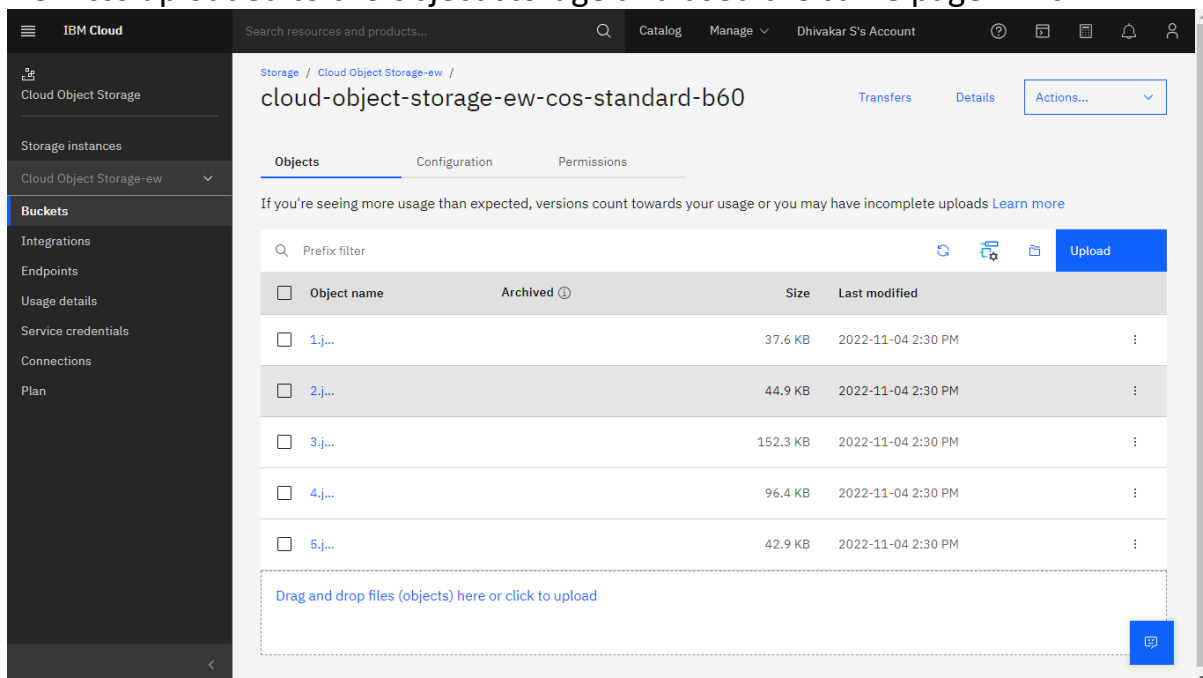 IBM Cloud
Search resources and products...
Catalog
Manage
Dhivakar S's Account
Cloud Object Storage
Storage instances
Cloud Object Storage-ew
Buckets
Integrations
Endpoints
Usage details
Service credentials
Connections
Plan
Storage / Cloud Object Storage-ew /
cloud-object-storage-ew-cos-standard-b60
Transfers
Details
Actions...
Objects
Configuration
Permissions
If you're seeing more usage than expected, versions count towards your usage or you may have incomplete uploads Learn more
Prefix filter
Upload
Object name Archived Size Last modified
1.j... 37.6 KB 2022-11-04 2:30 PM
2.j... 44.9 KB 2022-11-04 2:30 PM
3.j... 152.3 KB 2022-11-04 2:30 PM
4.j... 96.4 KB 2022-11-04 2:30 PM
5.j... 42.9 KB 2022-11-04 2:30 PM
Drag and drop files (objects) here or click to upload